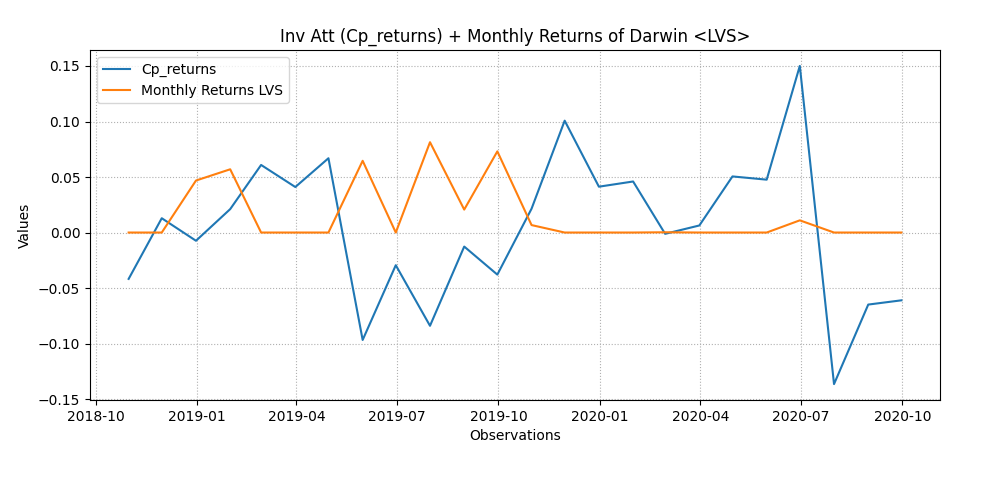 Inv Att (Cp_returns) + Monthly Returns of Darwin <LVS>
Cp_returns
Monthly Returns LVS
0.15
0.10
0.05
0.00
−0.05
−0.10
−0.15
Values
2018-10 2019-01 2019-04 2019-07 2019-10 2020-01 2020-04 2020-07 2020-10
Observations